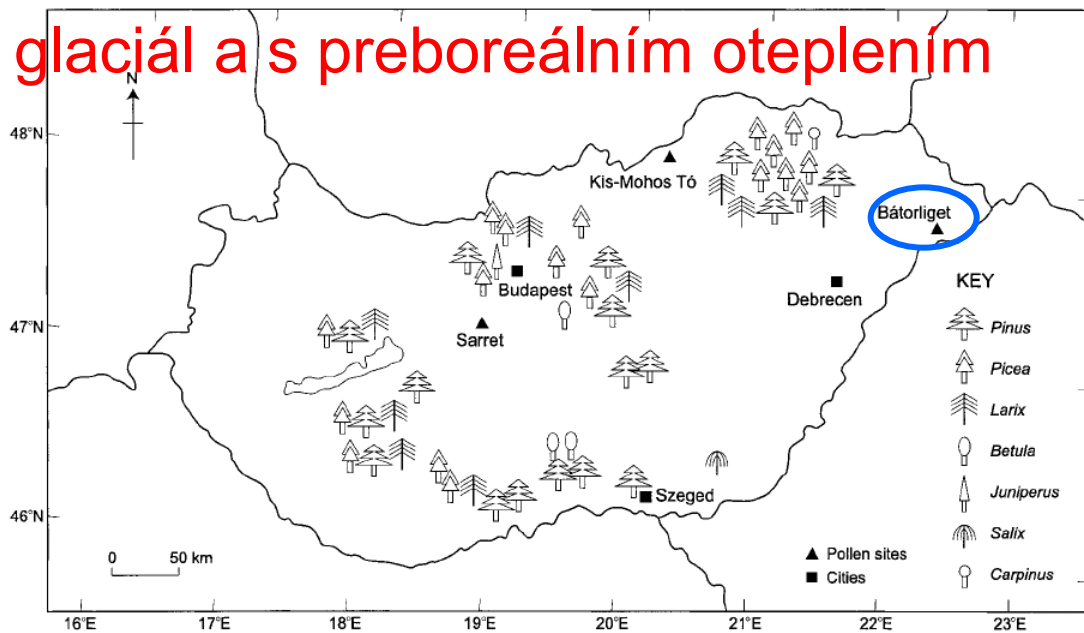 glaciál a s preboreálním oteplením
N
48°N
47°N
46°N
Kis-Mohos Tó
Bátorliget
Budapest
Debrecen
Sarret
Szeged
KEY
Pinus
Picea
Larix
Betula
Juniperus
Salix
Carpinus
0 50 km
▲ Pollen sites
■ Cities
16°E 17°E 18°E 19°E 20°E 21°E 22°E 23°E